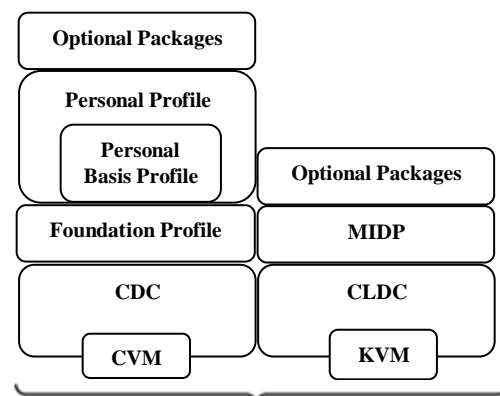 Optional Packages
Personal Profile
Personal
Basis Profile
Optional Packages
Foundation Profile
MIDP
CDC
CLDC
CVM
KVM